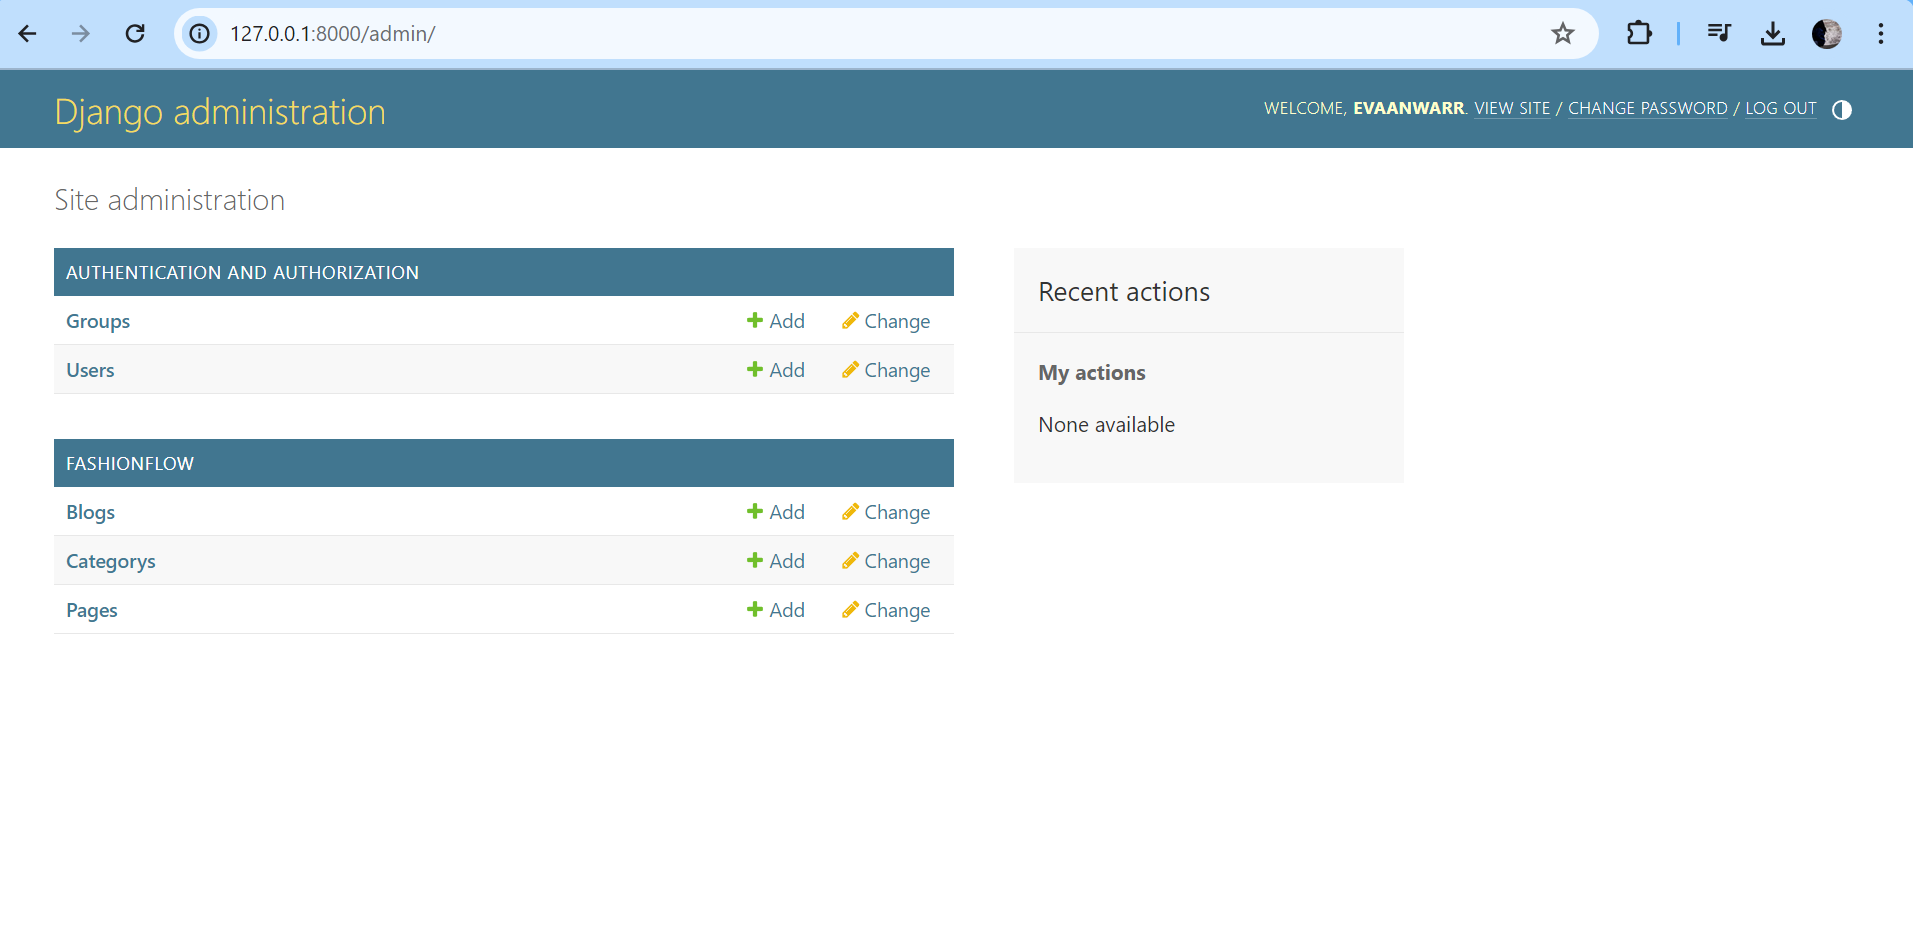 127.0.0.1:8000/admin/
Django administration
WELCOME, EVAANWARR. VIEW SITE / CHANGE PASSWORD / LOG OUT
Site administration
AUTHENTICATION AND AUTHORIZATION
Groups Add Change
Users Add Change
FASHIONFLOW
Blogs Add Change
Categorys Add Change
Pages Add Change
Recent actions
My actions
None available